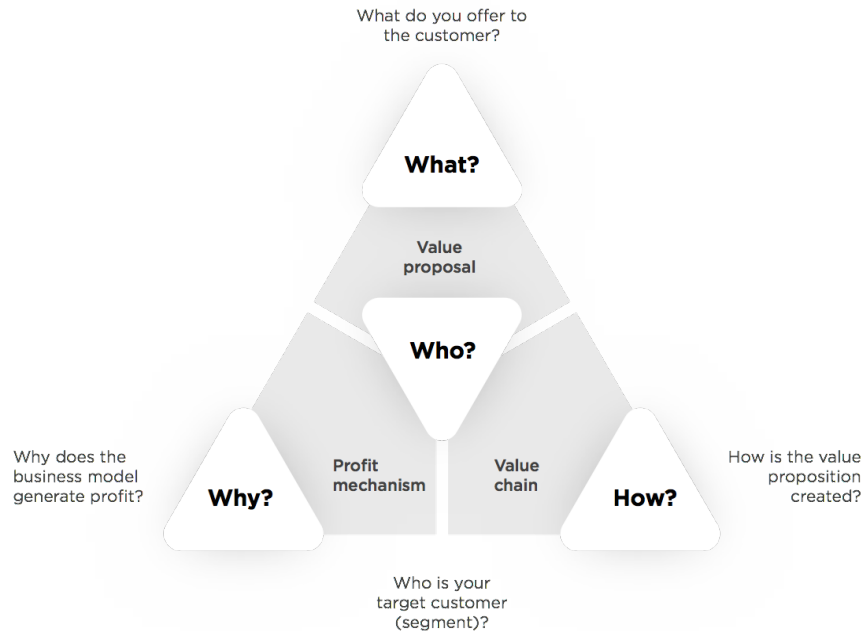 What do you offer to
the customer?
What?
Value
proposal
Who?
Why does the
business model
generate profit?
Why?
Profit
mechanism
Value
chain
How?
How is the value
proposition
created?
Who is your
target customer
(segment)?